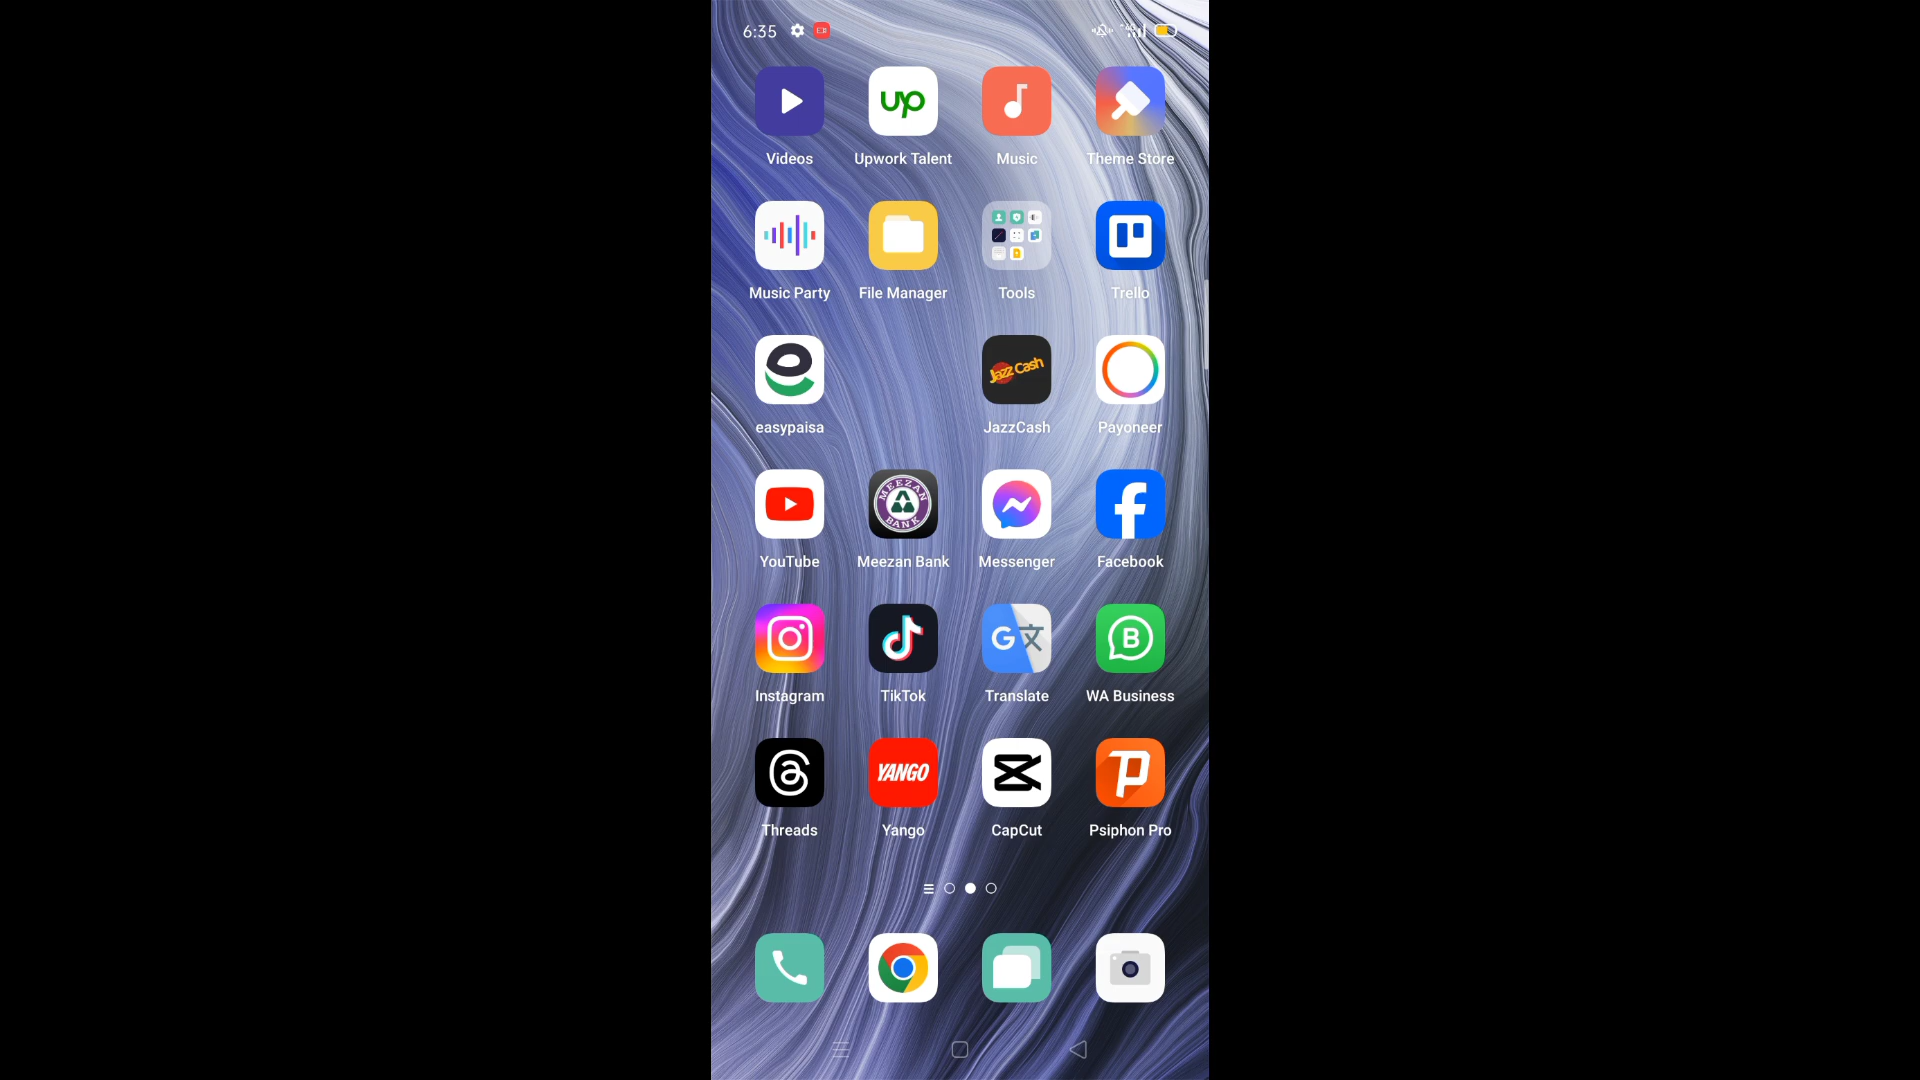 6:35
up
Videos Upwork Talent Music Theme Store
Music Party File Manager Tools Trello
Jazz Cash
easypaisa JazzCash Payoneer
MEEZAN BANK
YouTube Meezan Bank Messenger Facebook
G 文 B
Instagram TikTok Translate WA Business
YANGO
Threads Yango CapCut Psiphon Pro